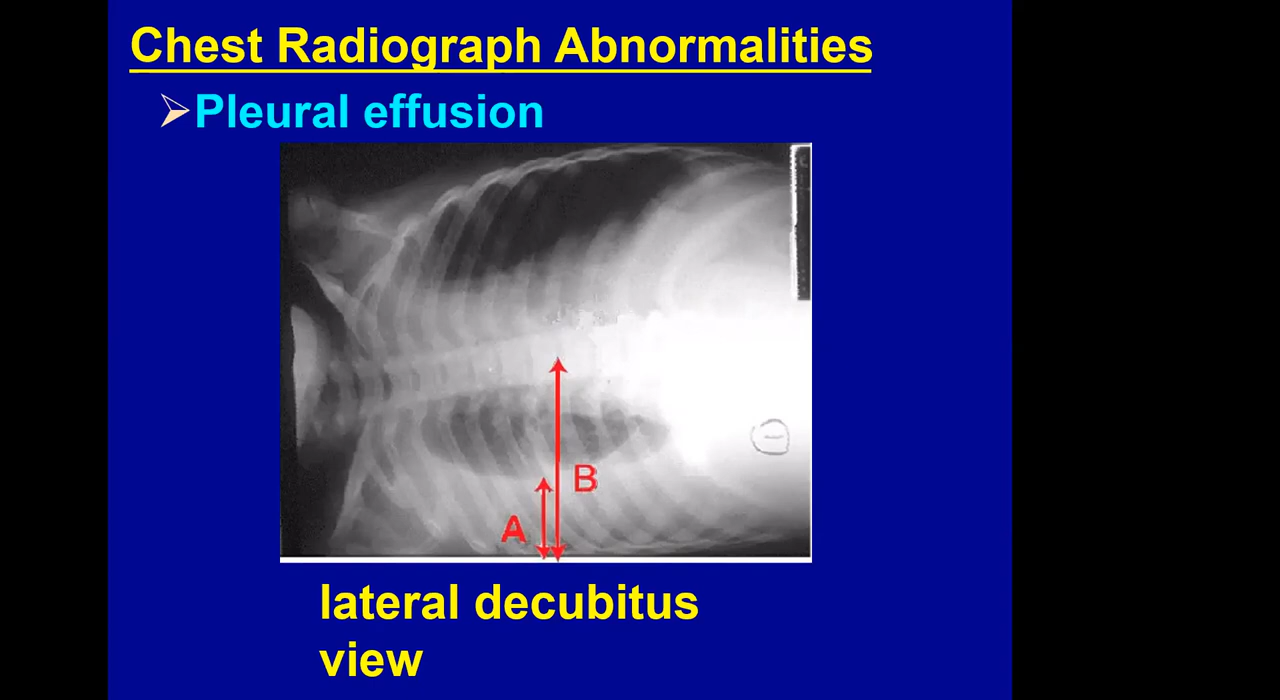 Chest Radiograph Abnormalities
Pleural effusion
B
A
lateral decubitus
view